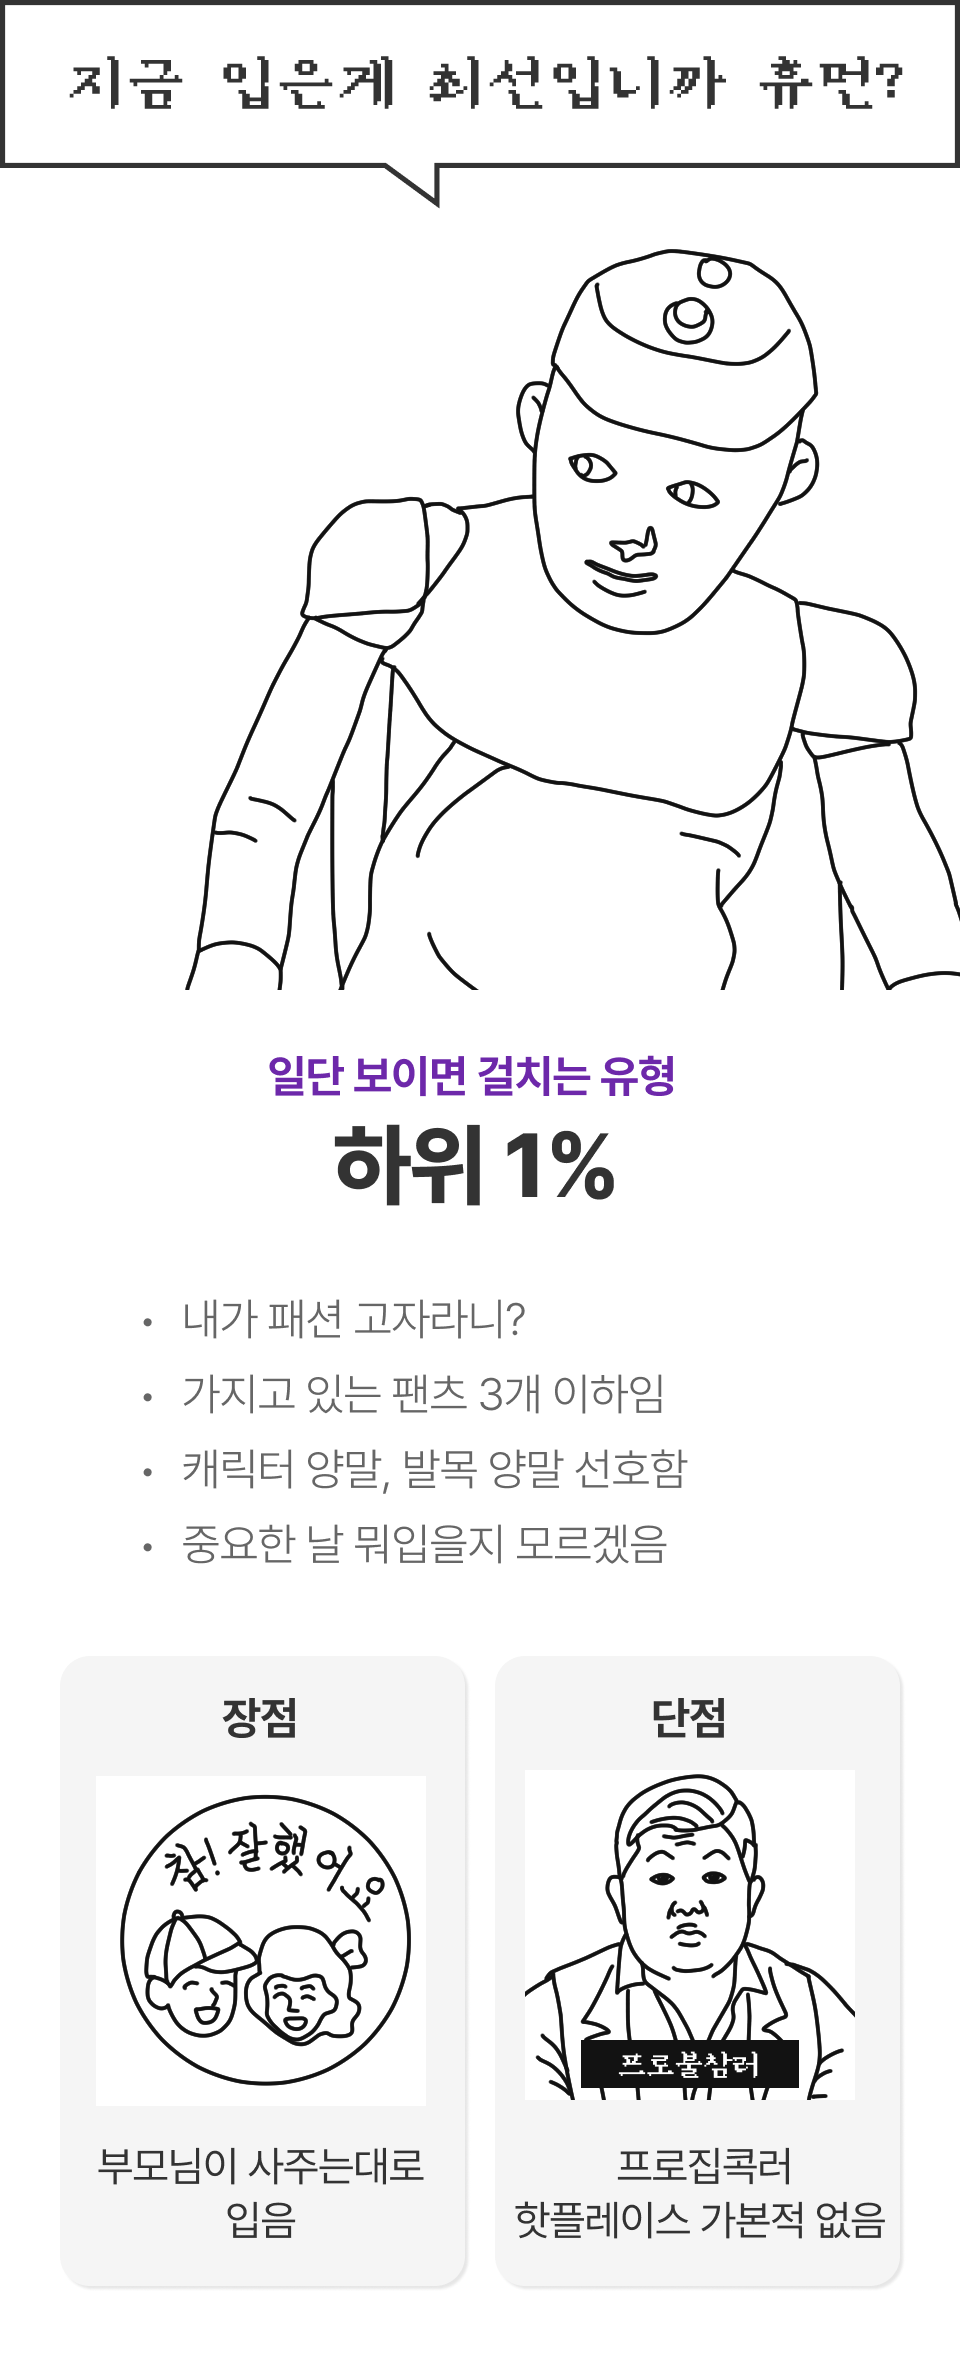 지금 입은게 최선입니까 휴먼?
일단 보이면 걸치는 유형
하위 1%
• 내가 패션 고자라니?
• 가지고 있는 팬츠 3개 이하임
• 캐릭터 양말, 발목 양말 선호함
• 중요한 날 뭐입을지 모르겠음
장점
단점
참! 잘했어요
프로불참러
부모님이 사주는대로
입음
프로집콕러
핫플레이스 가본적 없음